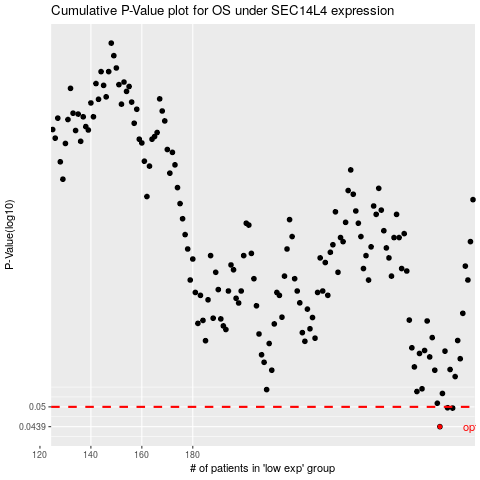 Cumulative P-Value plot for OS under SEC14L4 expression
P-Value(log10)
0.05
0.0439
op
120 140 160 180
# of patients in 'low exp' group